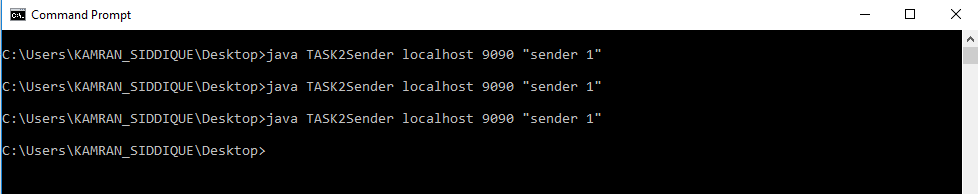 Command Prompt
C:\Users\KAMRAN_SIDDIQUE\Desktop>java TASK2Sender localhost 9090 "sender 1"
C:\Users\KAMRAN_SIDDIQUE\Desktop>java TASK2Sender localhost 9090 "sender 1"
C:\Users\KAMRAN_SIDDIQUE\Desktop>java TASK2Sender localhost 9090 "sender 1"
C:\Users\KAMRAN_SIDDIQUE\Desktop>